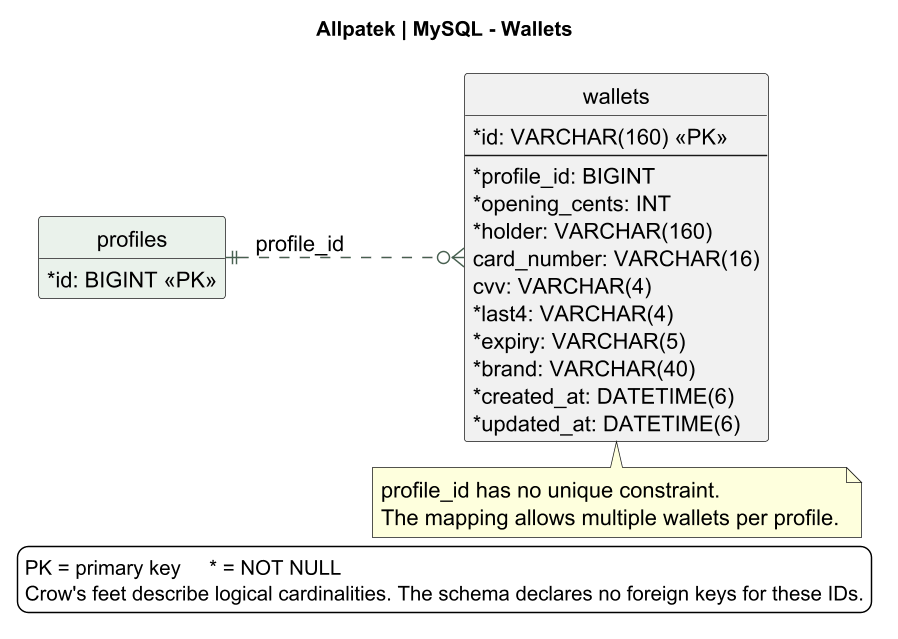 Allpatek | MySQL - Wallets
wallets
*id: VARCHAR(160) «PK»
*profile_id: BIGINT
*opening_cents: INT
*holder: VARCHAR(160)
card_number: VARCHAR(16)
cvv: VARCHAR(4)
*last4: VARCHAR(4)
*expiry: VARCHAR(5)
*brand: VARCHAR(40)
*created_at: DATETIME(6)
*updated_at: DATETIME(6)
profiles
*id: BIGINT «PK»
profile_id
profile_id has no unique constraint.
The mapping allows multiple wallets per profile.
PK = primary key * = NOT NULL
Crow's feet describe logical cardinalities. The schema declares no foreign keys for these IDs.